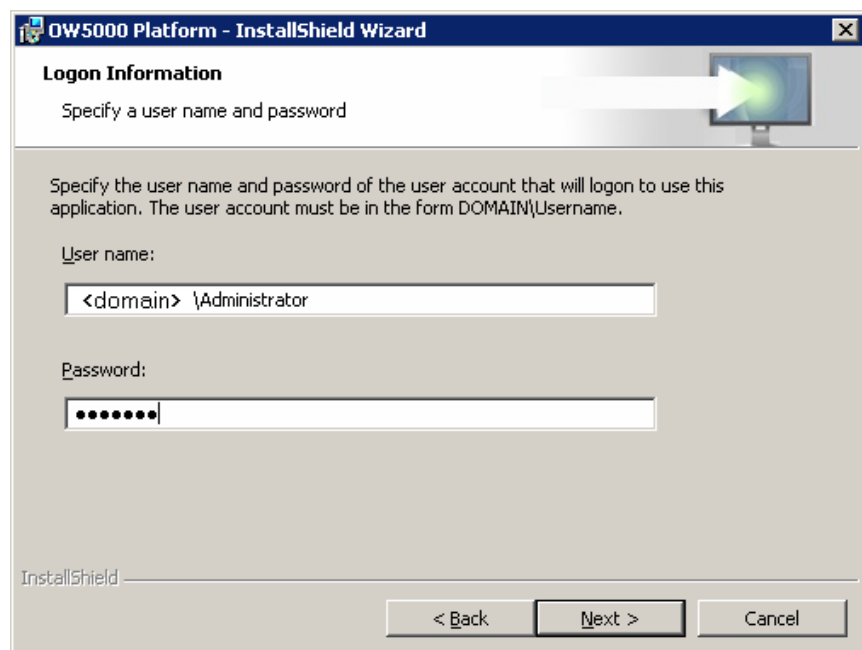 OW5000 Platform - InstallShield Wizard
Logon Information
Specify a user name and password
Specify the user name and password of the user account that will logon to use this
application. The user account must be in the form DOMAIN\Username.
User name:
<domain> \Administrator
Password:
●●●●●●●
InstallShield
< Back
Next >
Cancel